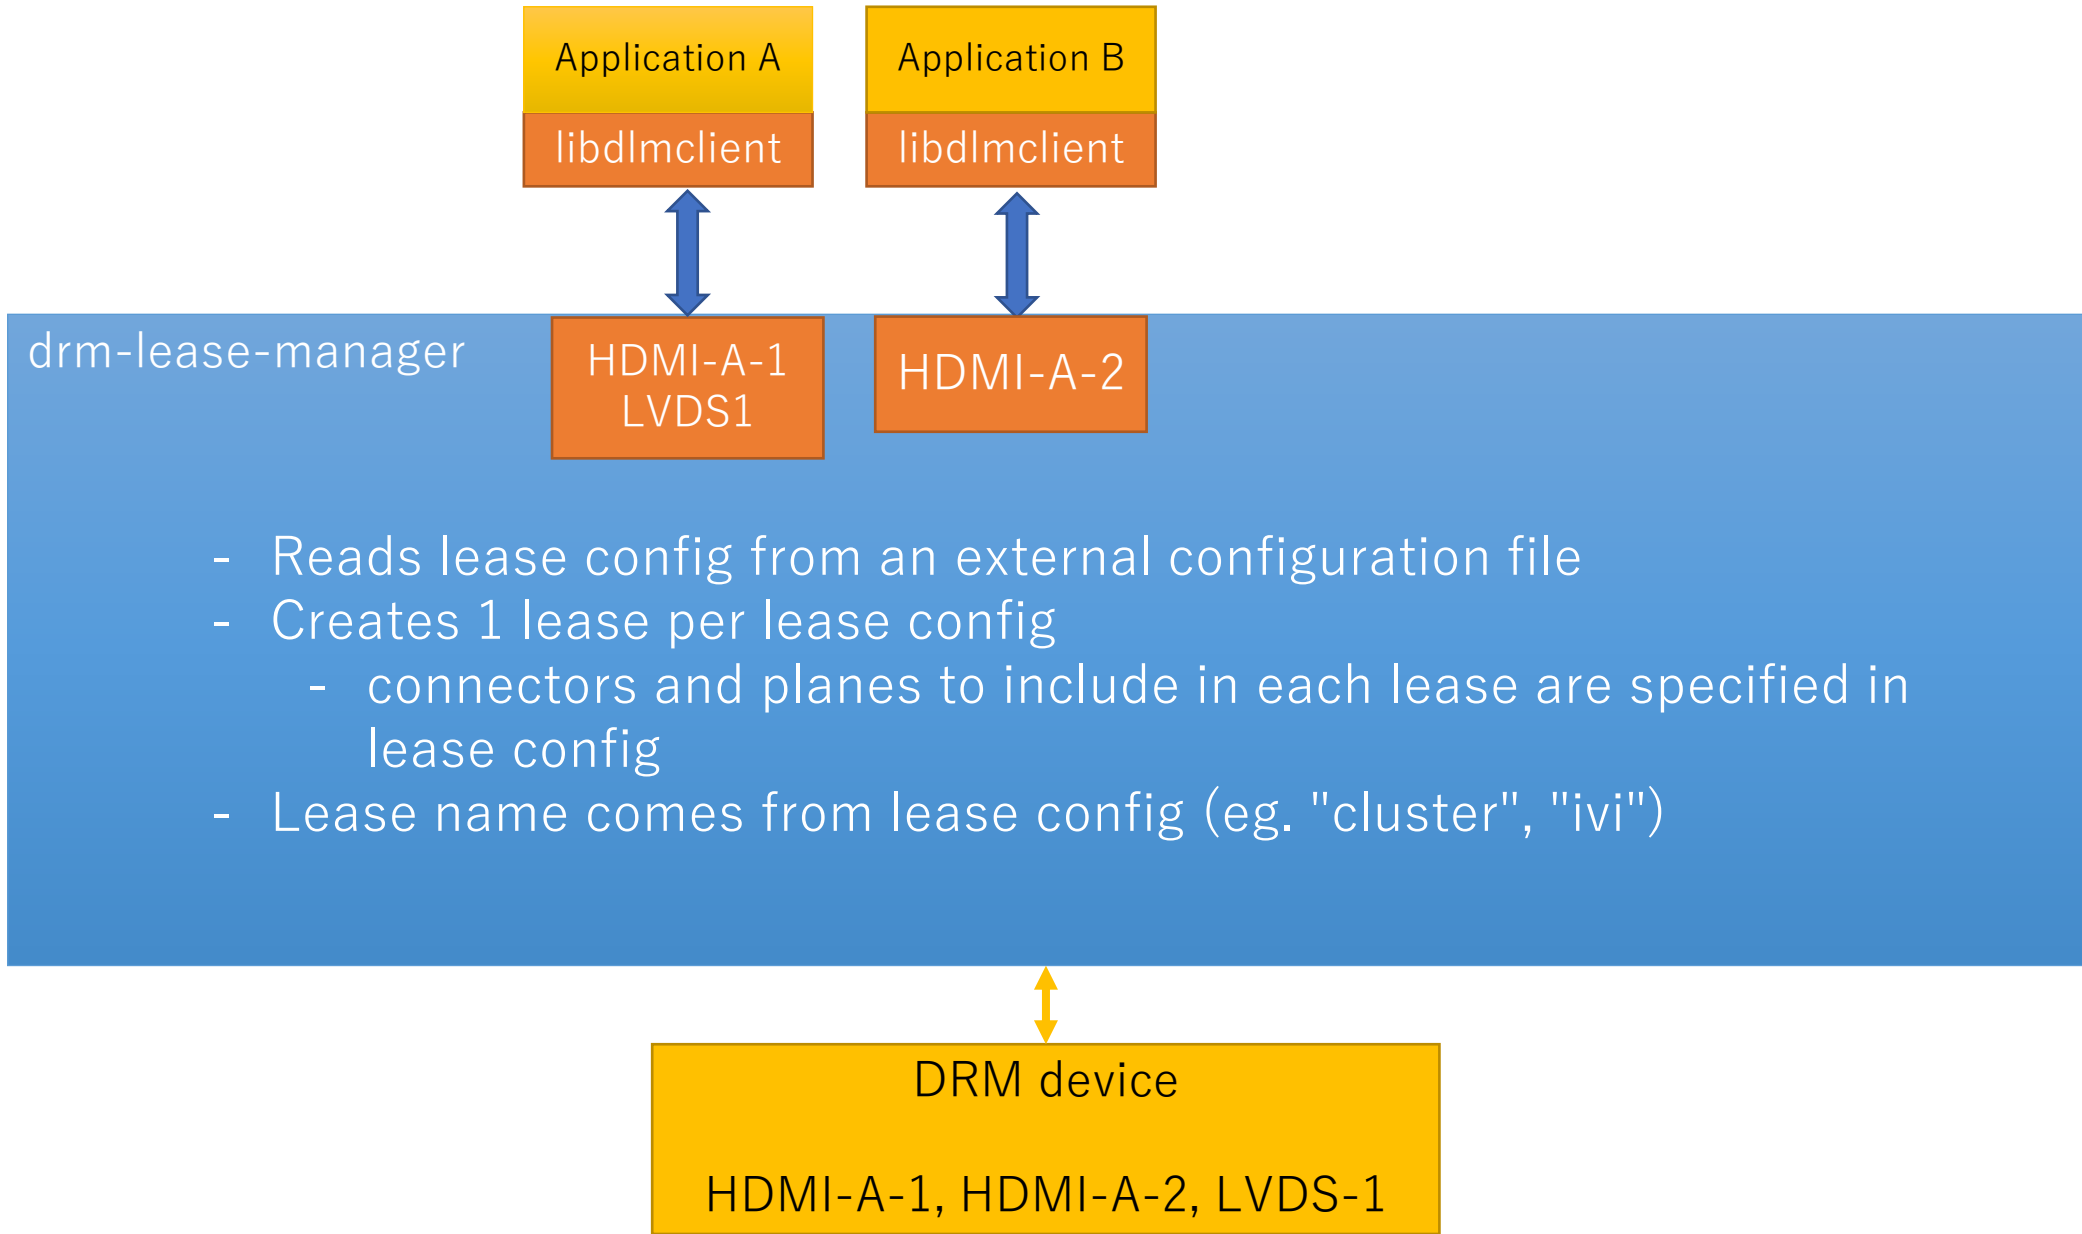 Application A
Application B
libdlmclient
libdlmclient
drm-lease-manager
HDMI-A-1
LVDS1
HDMI-A-2
- Reads lease config from an external configuration file
- Creates 1 lease per lease config
- connectors and planes to include in each lease are specified in
lease config
- Lease name comes from lease config (eg. "cluster", "ivi")
DRM device
HDMI-A-1, HDMI-A-2, LVDS-1